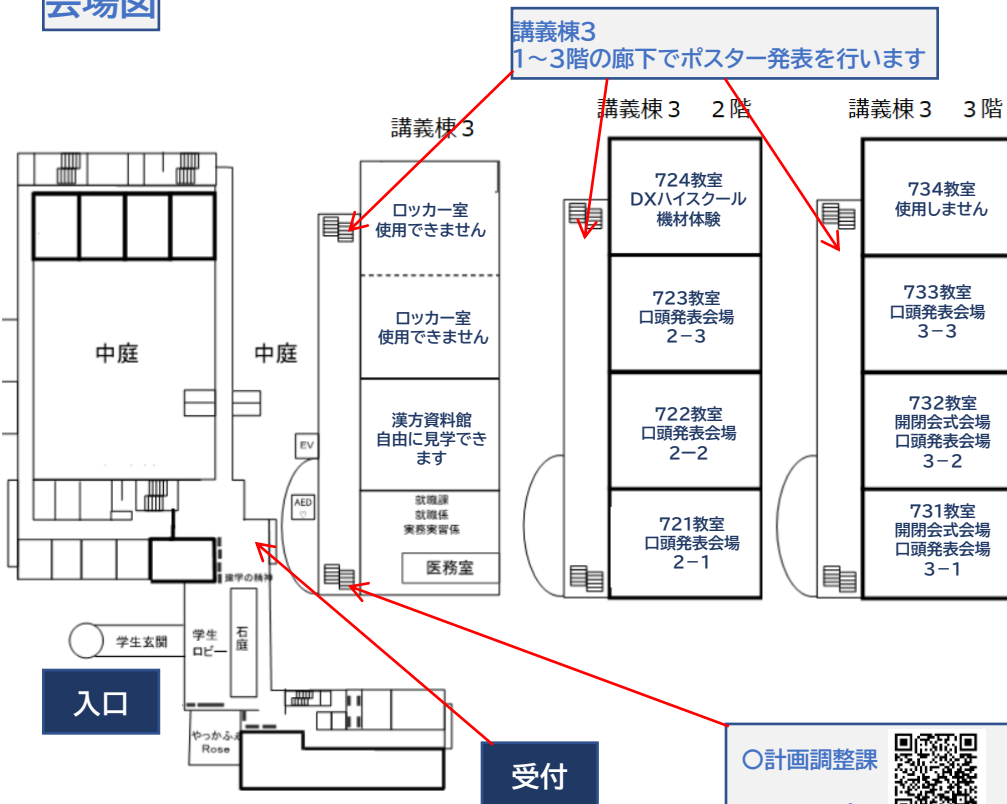 会場図
講義棟3
1~3階の廊下でポスター発表を行います
講義棟3
講義棟3 2階
講義棟3 3階
ロッカー室
使用できません
ロッカー室
使用できません
漢方資料館
自由に見学でき
ます
就職課
就職係
実務実習係
医務室
724教室
DXハイスクール
機材体験
723教室
口頭発表会場
2-3
722教室
口頭発表会場
2ー2
721教室
口頭発表会場
2-1
734教室
使用しません
733教室
口頭発表会場
3-3
732教室
開閉会式会場
口頭発表会場
3-2
731教室
開閉会式会場
口頭発表会場
3-1
中庭
中庭
EV
AED
♡
建学の精神
学生玄関
学生
ロビー
石庭
入口
やっかふぇ
Rose
受付
〇計画調整課